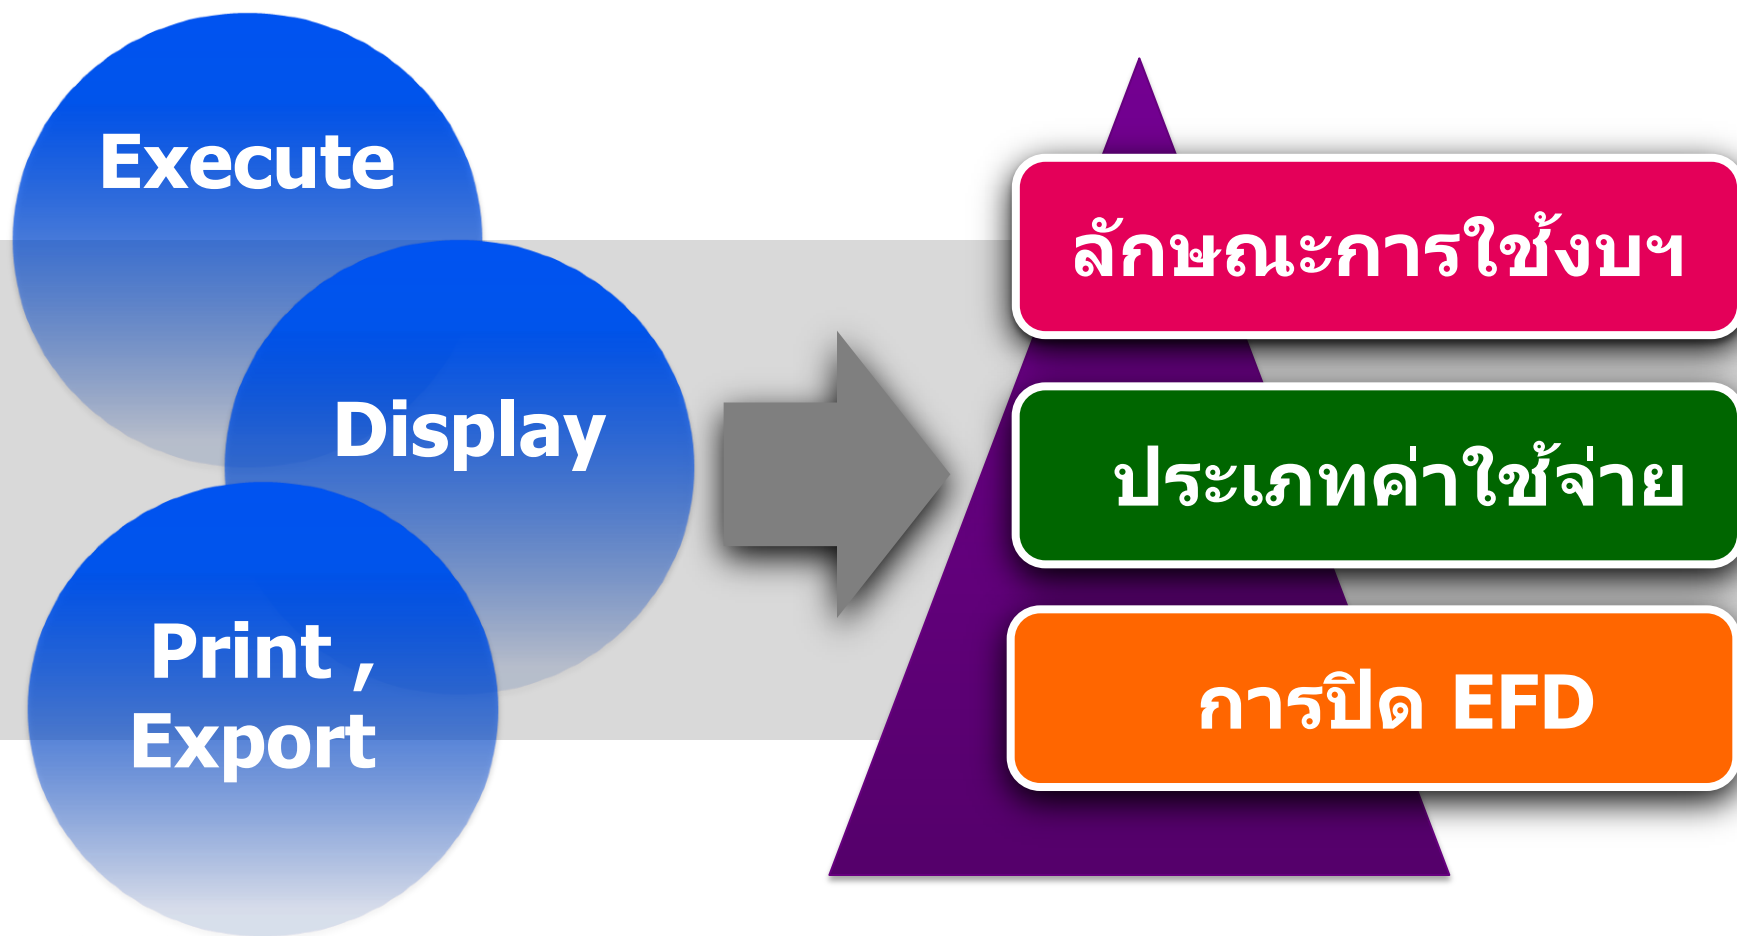 Execute
Display
Print ,
Export
ลักษณะการใช้งบฯ
ประเภทค่าใช้จ่าย
การปิด EFD